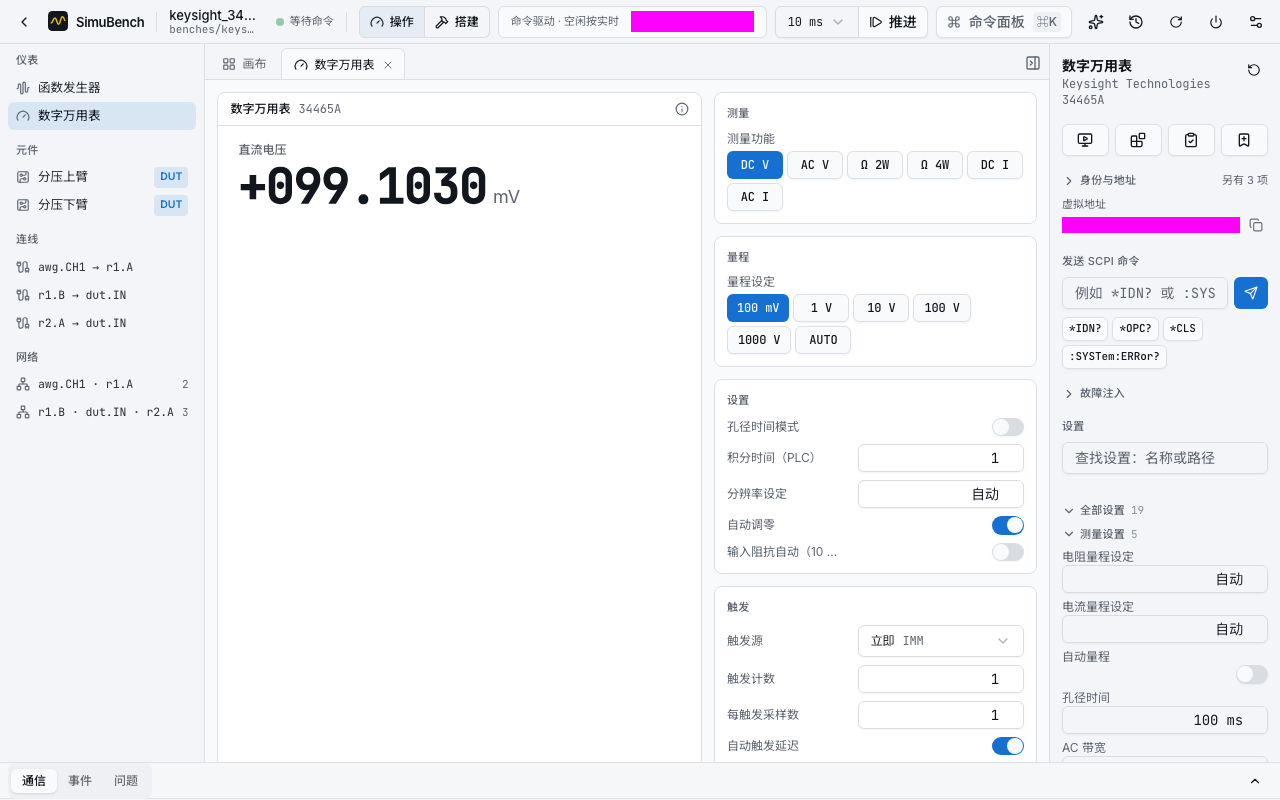 SimuBench
keysight_34...
benches/keys...
等待命令
操作
搭建
命令驱动 · 空闲按实时
10 ms
推进
命令面板
⌘K
仪表
函数发生器
数字万用表
元件
分压上臂
DUT
分压下臂
DUT
连线
awg.CH1 → r1.A
r1.B → dut.IN
r2.A → dut.IN
网络
awg.CH1 · r1.A 2
r1.B · dut.IN · r2.A 3
画布
数字万用表
数字万用表 34465A
直流电压
+099.1030 mV
测量
测量功能
DC V AC V Ω 2W Ω 4W DC I
AC I
量程
量程设定
100 mV 1 V 10 V 100 V
1000 V AUTO
设置
孔径时间模式
积分时间（PLC） 1
分辨率设定 自动
自动调零
输入阻抗自动（10 ...
触发
触发源 立即 IMM
触发计数 1
每触发采样数 1
自动触发延迟
数字万用表
Keysight Technologies
34465A
身份与地址 另有 3 项
虚拟地址
发送 SCPI 命令
例如 *IDN? 或 :SYS
*IDN? *OPC? *CLS
:SYSTem:ERRor?
故障注入
设置
查找设置：名称或路径
全部设置 19
测量设置 5
电阻量程设定
自动
电流量程设定
自动
自动量程
孔径时间
100 ms
AC 带宽
通信 事件 问题